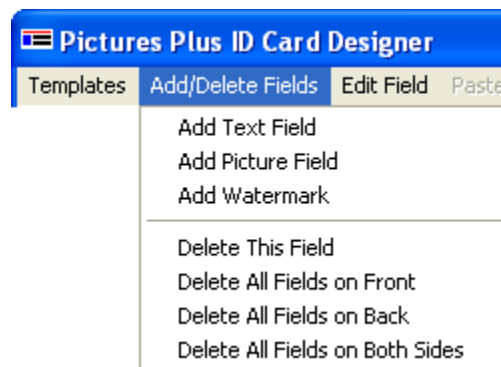 Pictures Plus ID Card Designer
Templates Add/Delete Fields Edit Field Paste
Add Text Field
Add Picture Field
Add Watermark
Delete This Field
Delete All Fields on Front
Delete All Fields on Back
Delete All Fields on Both Sides